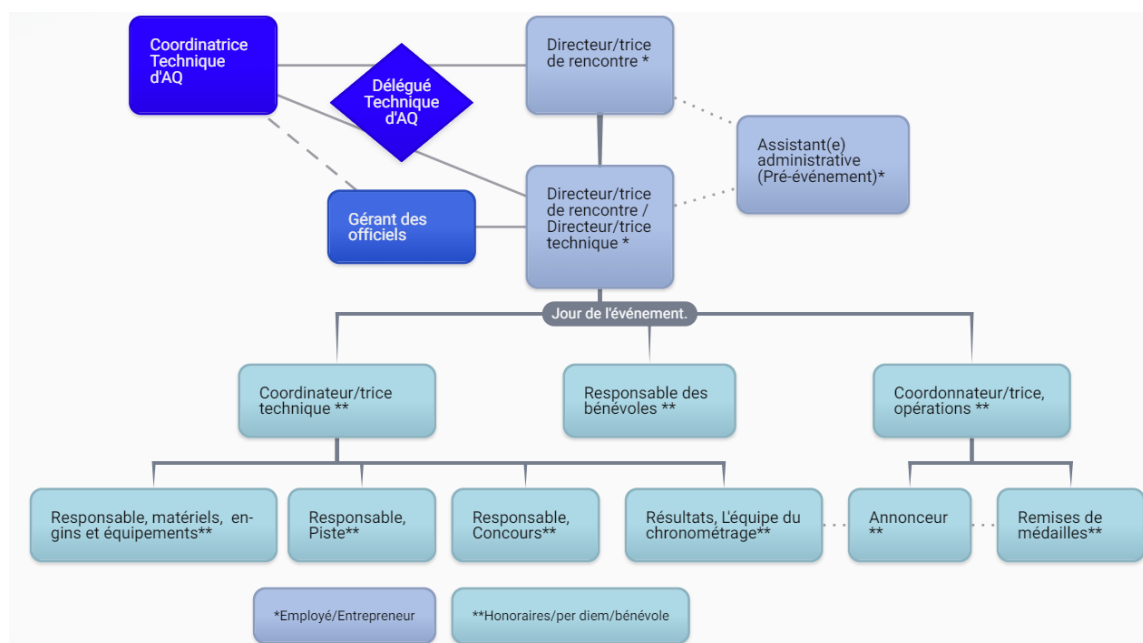 Coordinatrice
Technique
d'AQ
Délégué
Technique
d'AQ
Directeur/trice
de rencontre *
Assistant(e)
administrative
(Pré-événement)*
Directeur/trice
de rencontre /
Directeur/trice
technique *
Gérant des
officiels
Jour de l'événement.
Coordinateur/trice
technique **
Responsable des
bénévoles **
Coordonnateur/trice,
opérations **
Responsable, matériels, en-
gins et équipements**
Responsable,
Piste**
Responsable,
Concours**
Résultats, L'équipe du
chronométrage**
Annonceur
**
Remises de
médailles**
*Employé/Entrepreneur
**Honoraires/per diem/bénévole